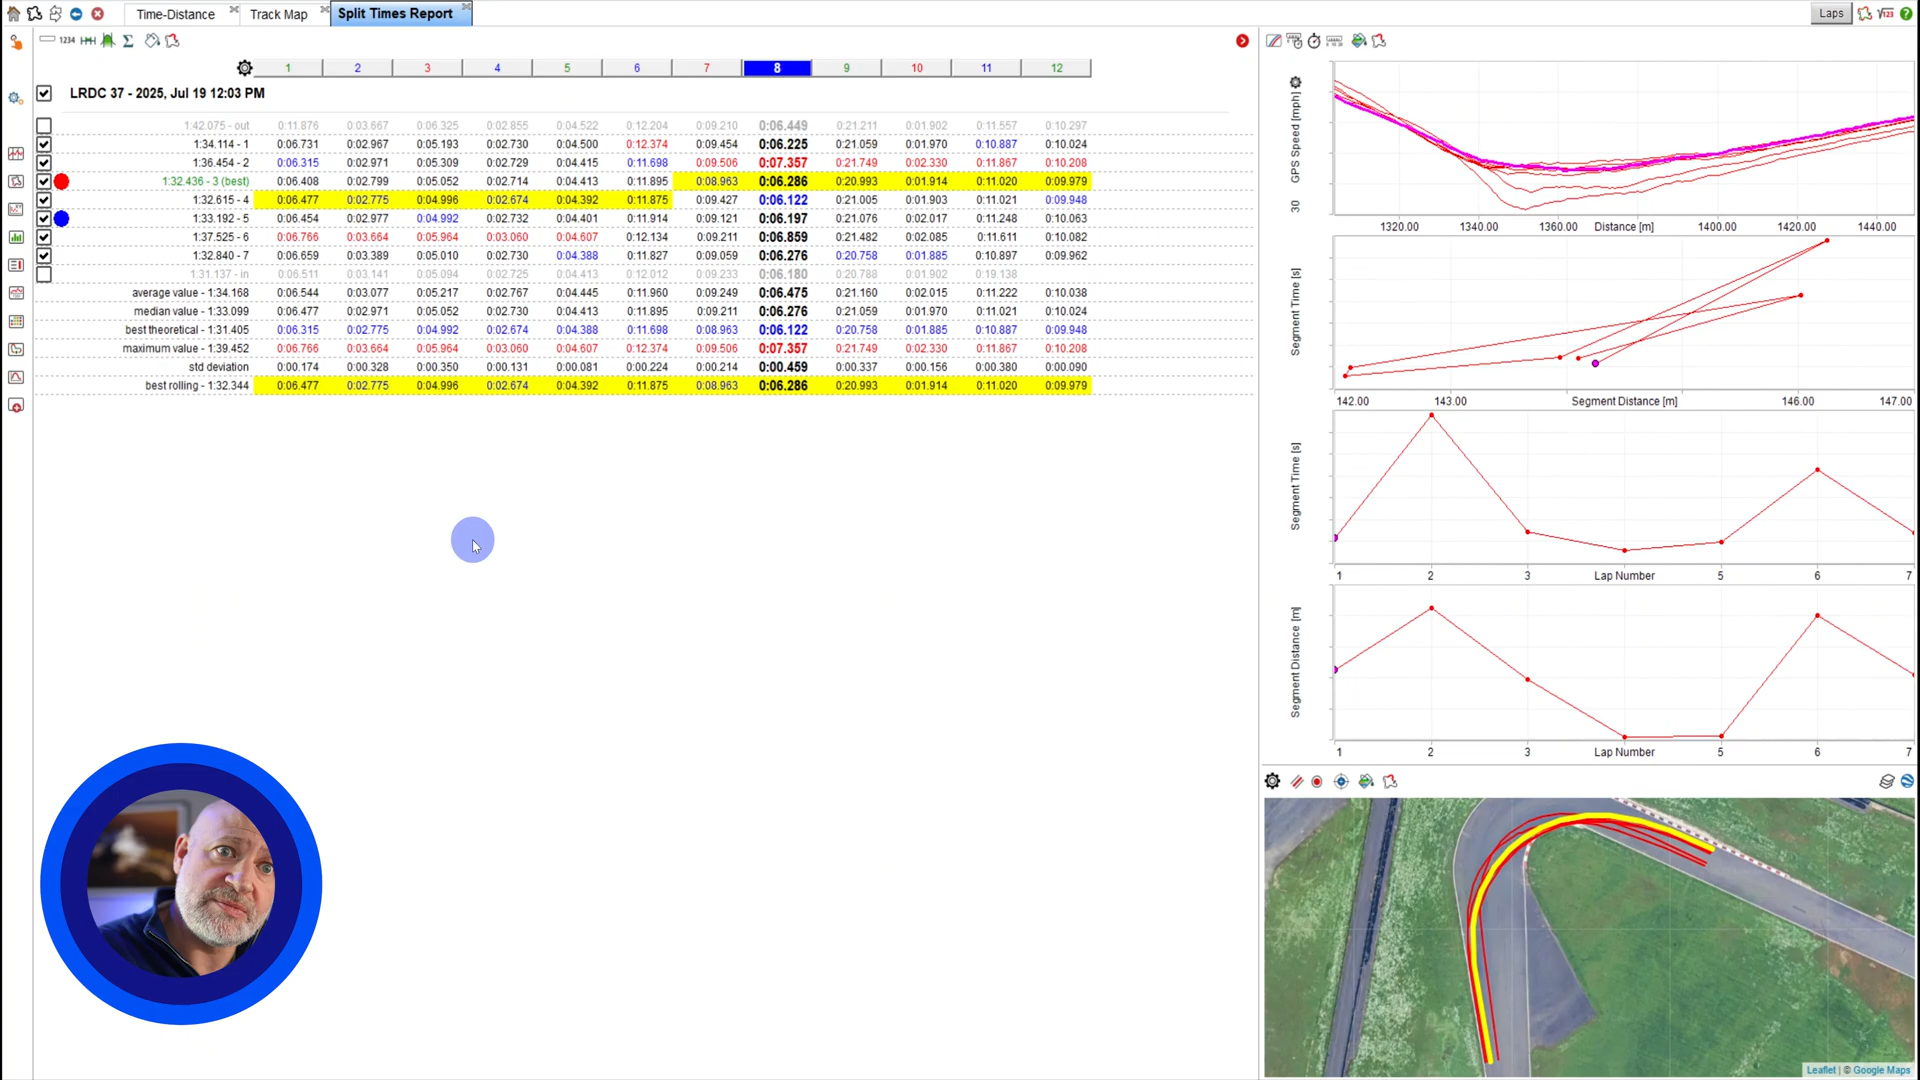 Time-Distance Track Map Split Times Report Laps
1234
1 2 3 4 5 6 7 8 9 10 11 12
LRDC 37 - 2025, Jul 19 12:03 PM
1:42.075 - out 0:11.876 0:03.667 0:06.325 0:02.855 0:04.522 0:12.204 0:09.210 0:06.449 0:21.211 0:01.902 0:11.557 0:10.297
1:34.114 - 1 0:06.731 0:02.967 0:05.193 0:02.730 0:04.500 0:12.374 0:09.454 0:06.225 0:21.059 0:01.970 0:10.887 0:10.024
1:36.454 - 2 0:06.315 0:02.971 0:05.309 0:02.729 0:04.415 0:11.698 0:09.506 0:07.357 0:21.749 0:02.330 0:11.867 0:10.208
1:32.436 - 3 (best) 0:06.408 0:02.799 0:05.052 0:02.714 0:04.413 0:11.895 0:08.963 0:06.286 0:20.993 0:01.914 0:11.020 0:09.979
1:32.615 - 4 0:06.477 0:02.775 0:04.996 0:02.674 0:04.392 0:11.875 0:09.427 0:06.122 0:21.005 0:01.903 0:11.021 0:09.948
1:33.192 - 5 0:06.454 0:02.977 0:04.992 0:02.732 0:04.401 0:11.914 0:09.121 0:06.197 0:21.076 0:02.017 0:11.248 0:10.063
1:37.525 - 6 0:06.766 0:03.664 0:05.964 0:03.060 0:04.607 0:12.134 0:09.211 0:06.859 0:21.482 0:02.085 0:11.611 0:10.082
1:32.840 - 7 0:06.659 0:03.389 0:05.010 0:02.730 0:04.388 0:11.827 0:09.059 0:06.276 0:20.758 0:01.885 0:10.897 0:09.962
1:31.137 - in 0:06.511 0:03.141 0:05.094 0:02.725 0:04.413 0:12.012 0:09.233 0:06.180 0:20.788 0:01.902 0:19.138
average value - 1:34.168 0:06.544 0:03.077 0:05.217 0:02.767 0:04.445 0:11.960 0:09.249 0:06.475 0:21.160 0:02.015 0:11.222 0:10.038
median value - 1:33.099 0:06.477 0:02.971 0:05.052 0:02.730 0:04.413 0:11.895 0:09.211 0:06.276 0:21.059 0:01.970 0:11.021 0:10.024
best theoretical - 1:31.405 0:06.315 0:02.775 0:04.992 0:02.674 0:04.388 0:11.698 0:08.963 0:06.122 0:20.758 0:01.885 0:10.887 0:09.948
maximum value - 1:39.452 0:06.766 0:03.664 0:05.964 0:03.060 0:04.607 0:12.374 0:09.506 0:07.357 0:21.749 0:02.330 0:11.867 0:10.208
std deviation 0:00.174 0:00.328 0:00.350 0:00.131 0:00.081 0:00.224 0:00.214 0:00.459 0:00.337 0:00.156 0:00.380 0:00.090
best rolling - 1:32.344 0:06.477 0:02.775 0:04.996 0:02.674 0:04.392 0:11.875 0:08.963 0:06.286 0:20.993 0:01.914 0:11.020 0:09.979
GPS Speed [mph]
30
1320.00 1340.00 1360.00 Distance [m] 1400.00 1420.00 1440.00
Segment Time [s]
142.00 143.00 Segment Distance [m] 146.00 147.00
Segment Time [s]
1 2 3 Lap Number 5 6 7
Segment Distance [m]
1 2 3 Lap Number 5 6 7
Leaflet | © Google Maps